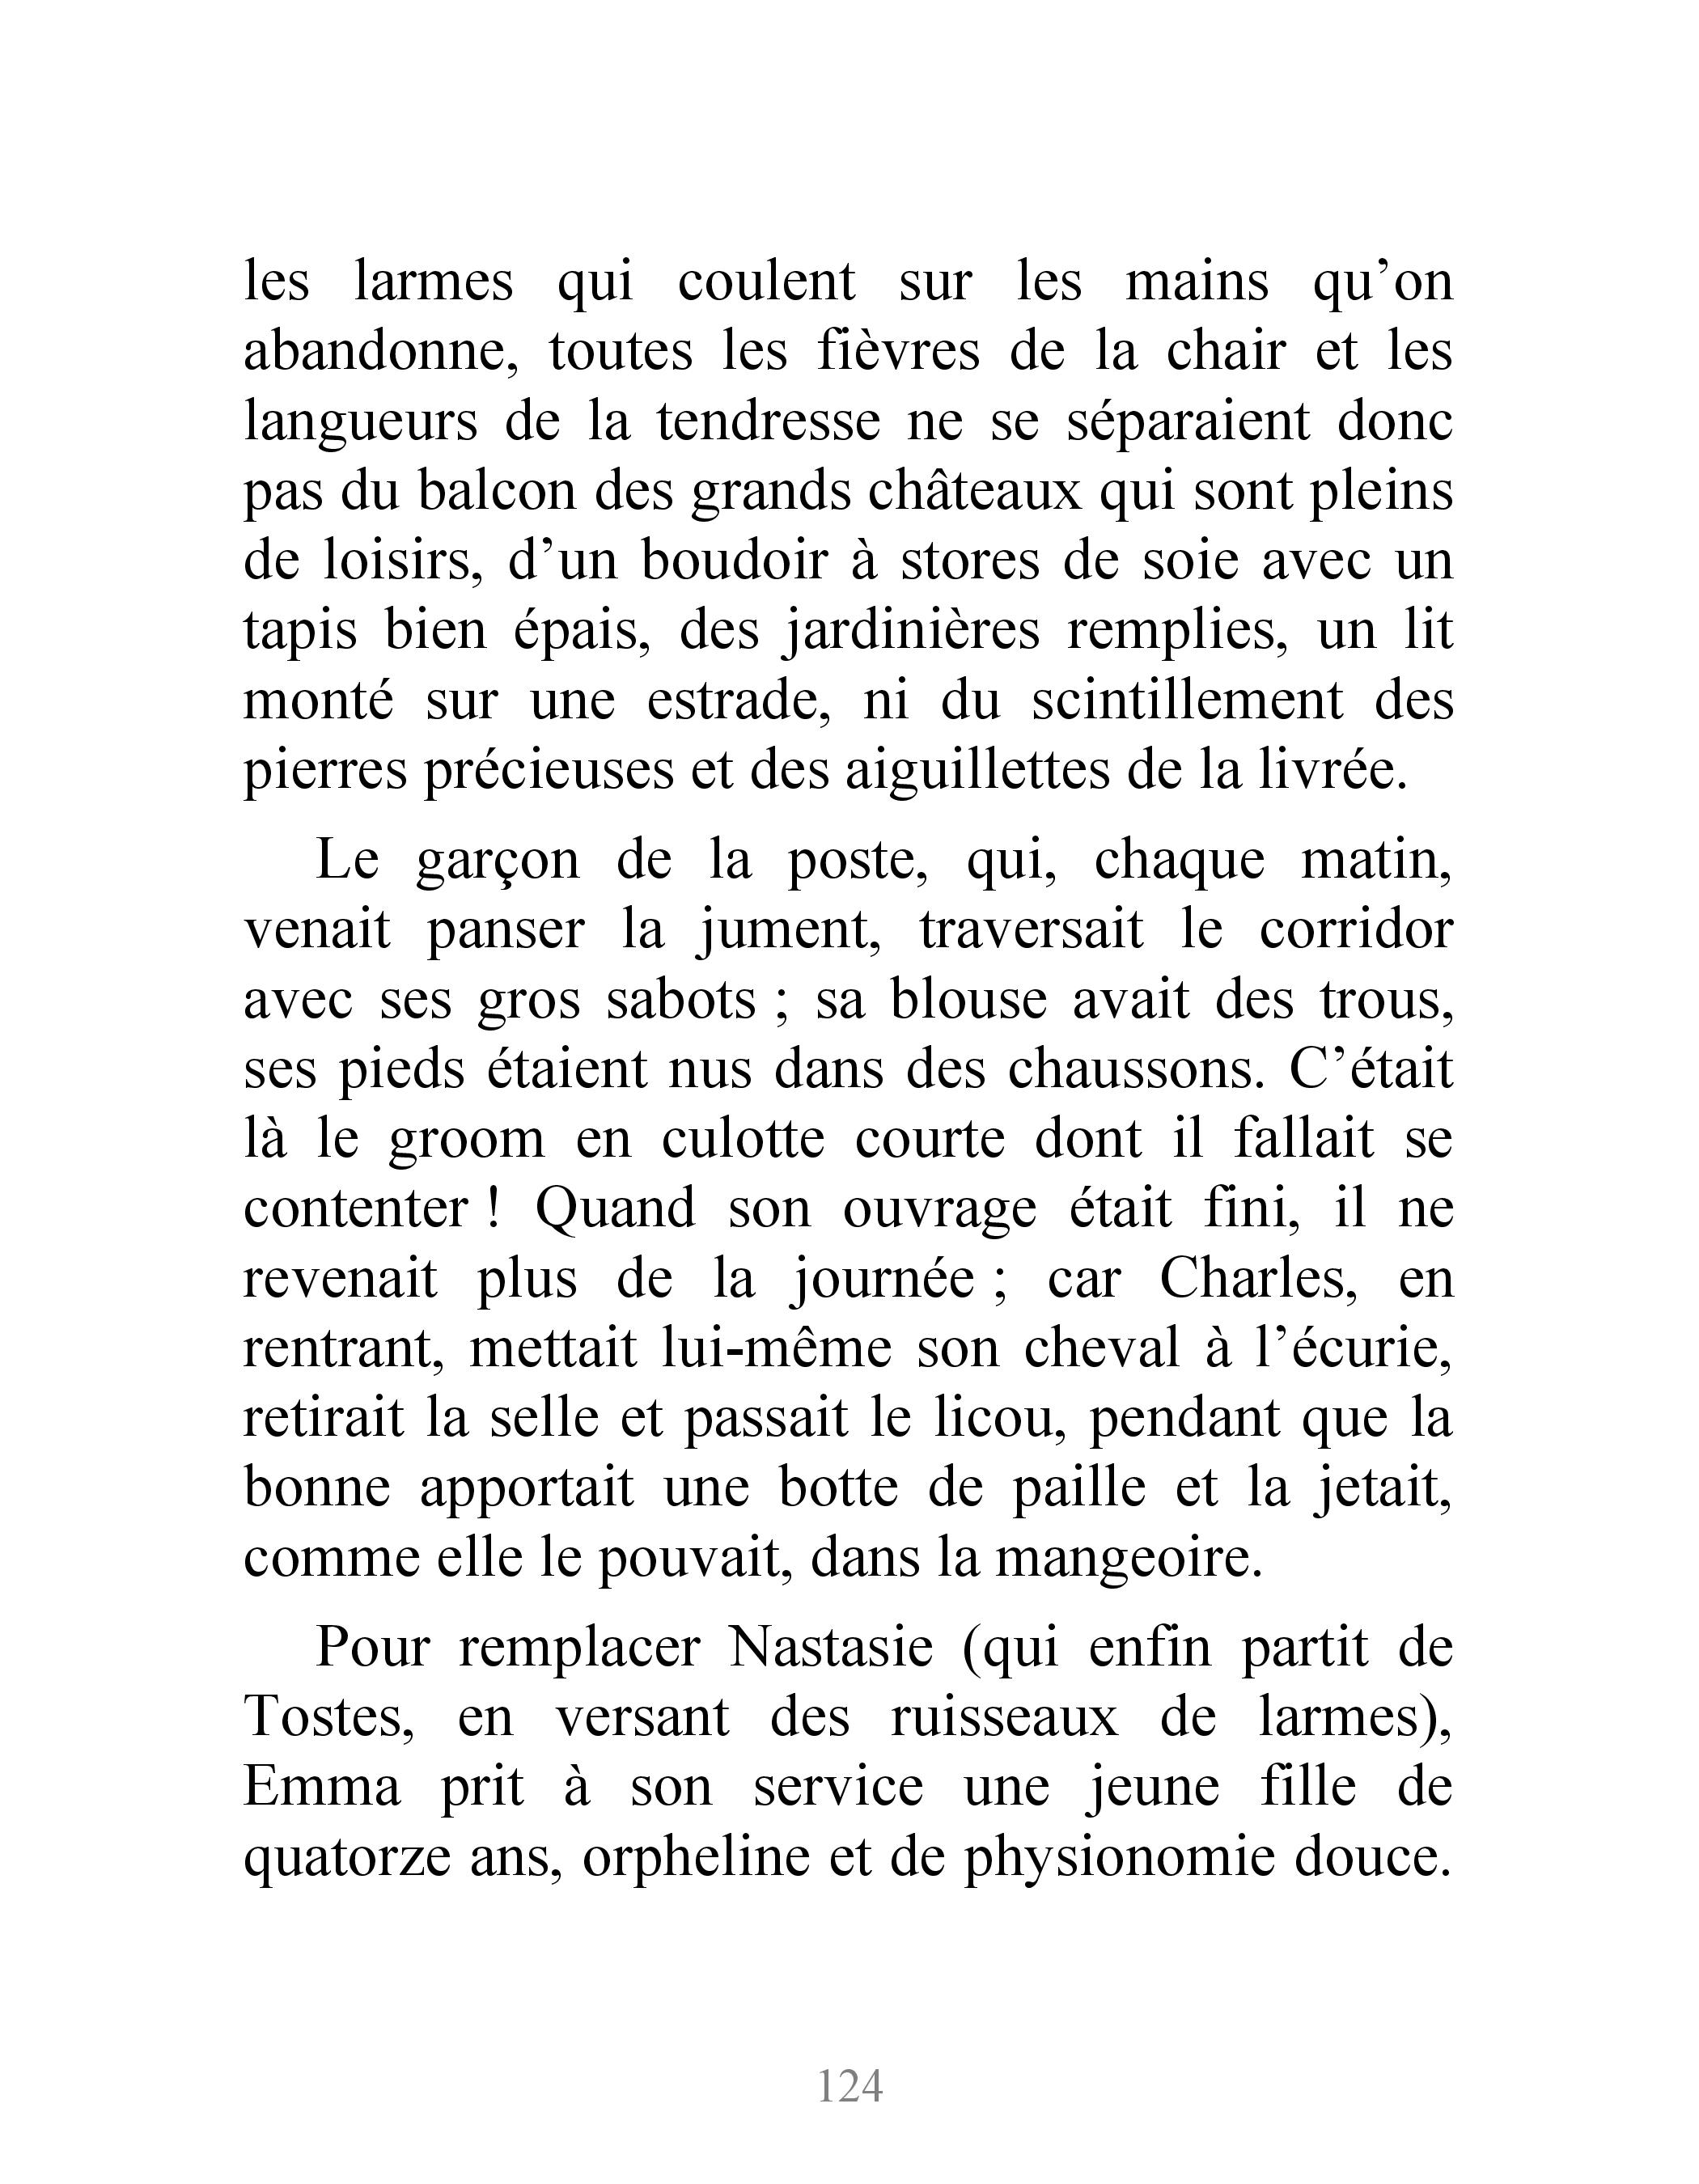 les larmes qui coulent sur les mains qu’on
abandonne, toutes les fièvres de la chair et les
langueurs de la tendresse ne se séparaient donc
pas du balcon des grands châteaux qui sont pleins
de loisirs, d’un boudoir à stores de soie avec un
tapis bien épais, des jardinières remplies, un lit
monté sur une estrade, ni du scintillement des
pierres précieuses et des aiguillettes de la livrée.
Le garçon de la poste, qui, chaque matin,
venait panser la jument, traversait le corridor
avec ses gros sabots ; sa blouse avait des trous,
ses pieds étaient nus dans des chaussons. C’était
là le groom en culotte courte dont il fallait se
contenter ! Quand son ouvrage était fini, il ne
revenait plus de la journée ; car Charles, en
rentrant, mettait lui-même son cheval à l’écurie,
retirait la selle et passait le licou, pendant que la
bonne apportait une botte de paille et la jetait,
comme elle le pouvait, dans la mangeoire.
Pour remplacer Nastasie (qui enfin partit de
Tostes, en versant des ruisseaux de larmes),
Emma prit à son service une jeune fille de
quatorze ans, orpheline et de physionomie douce.
124